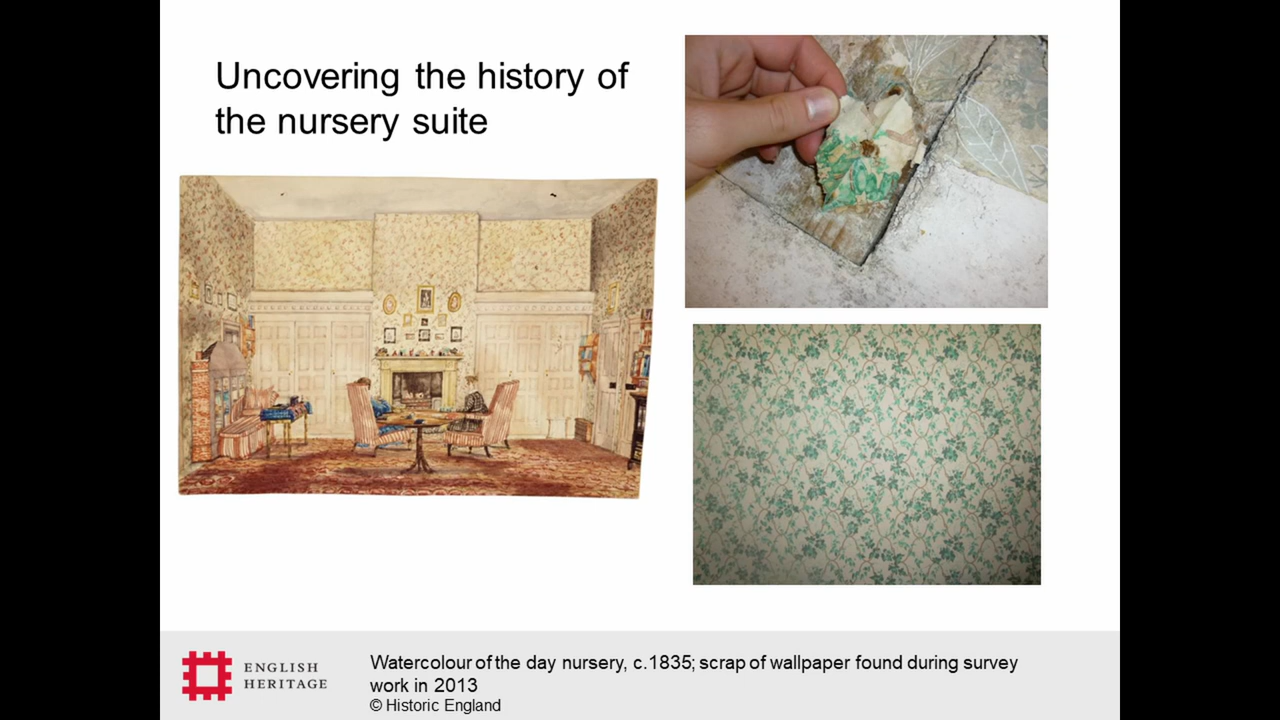 Uncovering the history of
the nursery suite
ENGLISH
HERITAGE
Watercolour of the day nursery, c.1835; scrap of wallpaper found during survey
work in 2013
© Historic England